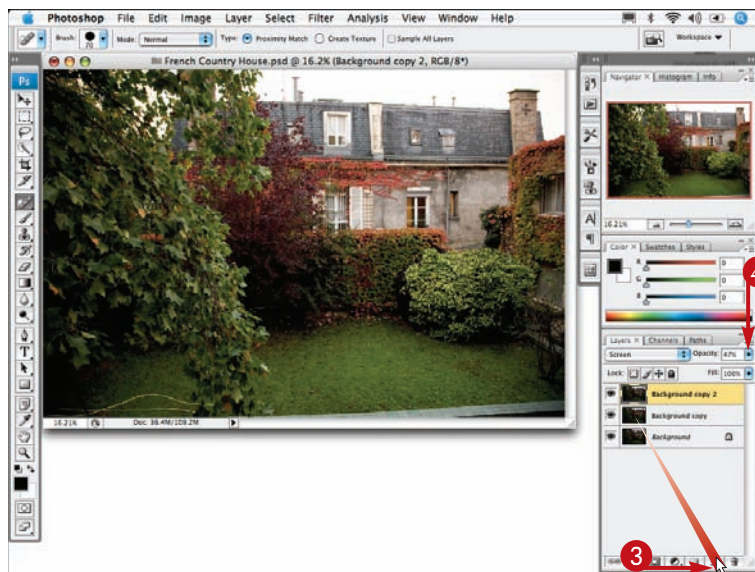 Photoshop File Edit Image Layer Select Filter Analysis View Window Help
Brush: 70 Mode: Normal Type: Proximity Match Create Texture Sample All Layers Workspace
French Country House.psd @ 16.2% (Background copy 2, RGB/8*)
Ps
Navigator × Histogram Info
16.21%
Color × Swatches Styles
R 0
G 0
B 0
4
Layers × Channels Paths
Screen Opacity: 47%
Lock: Fill: 100%
Background copy 2
Background copy
Background
16.21% Doc: 36.4M/109.2M
3